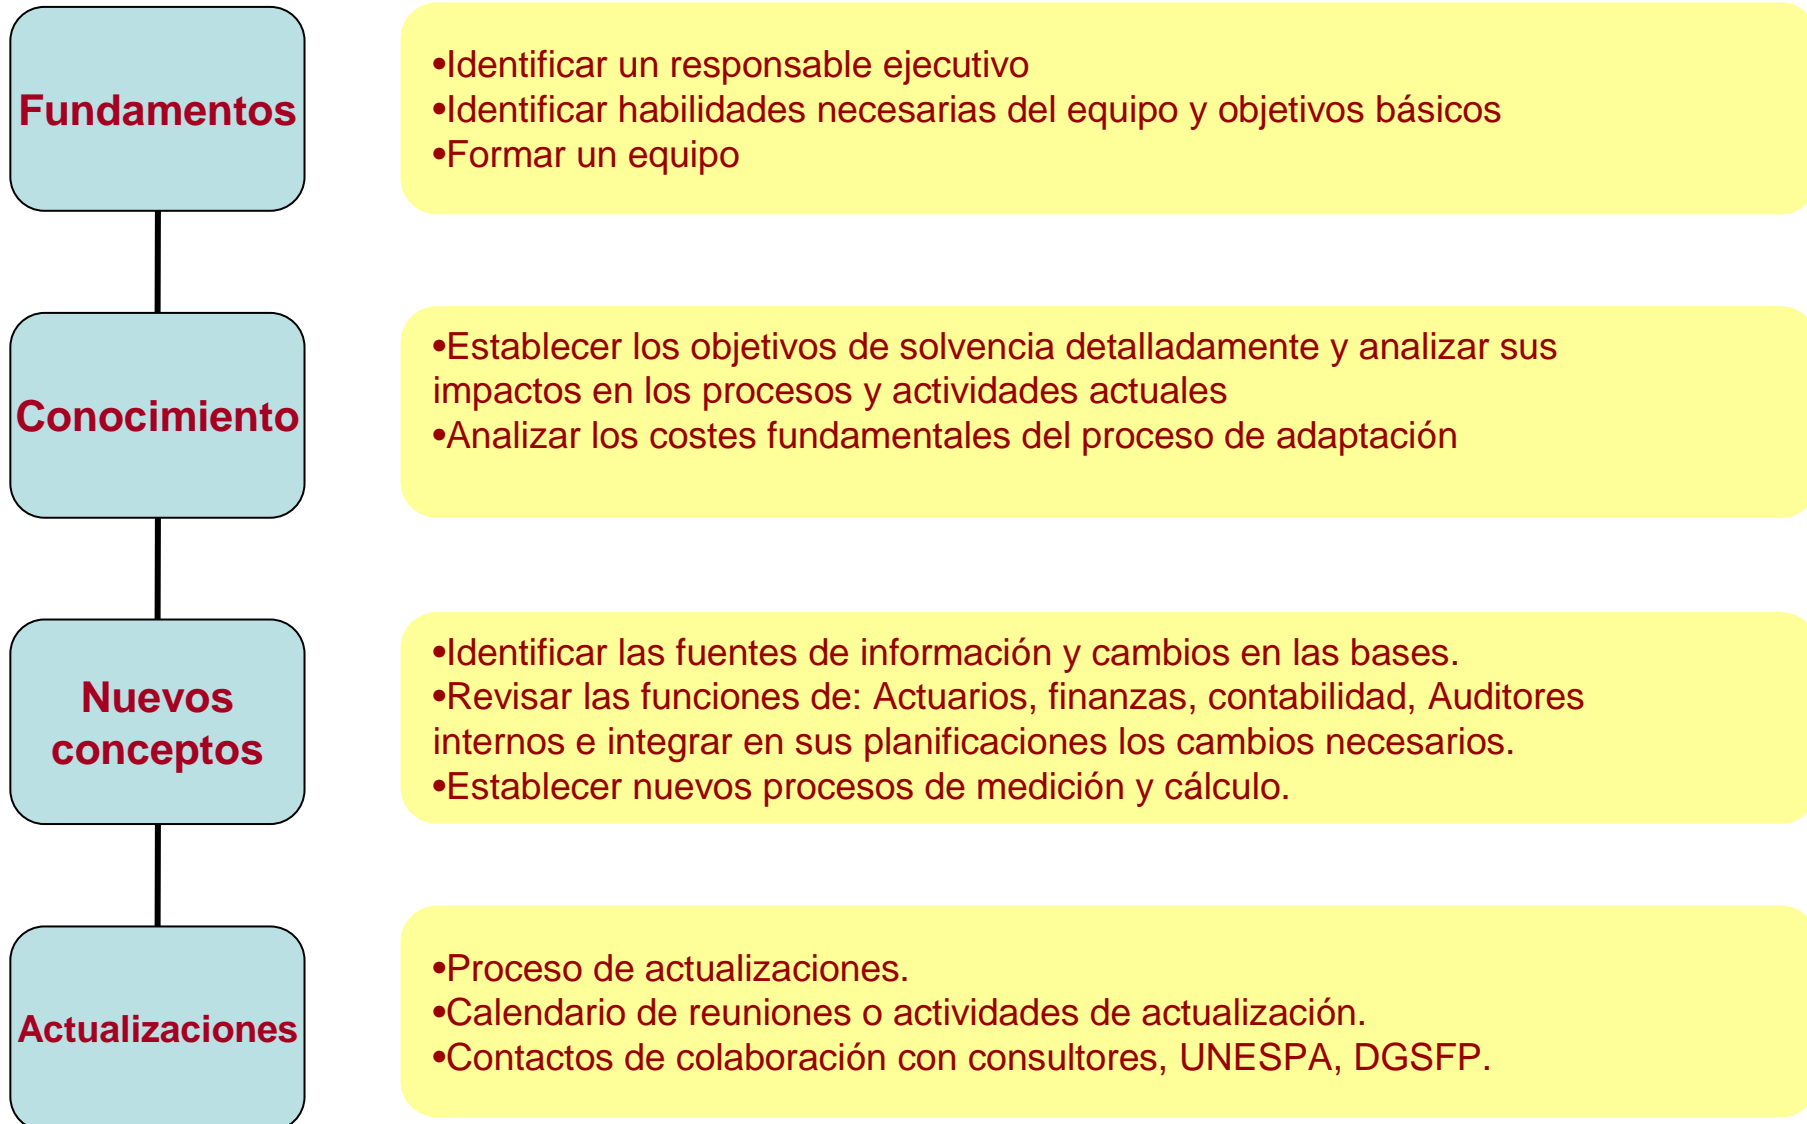 Fundamentos
•Identificar un responsable ejecutivo
•Identificar habilidades necesarias del equipo y objetivos básicos
•Formar un equipo
Conocimiento
•Establecer los objetivos de solvencia detalladamente y analizar sus
impactos en los procesos y actividades actuales
•Analizar los costes fundamentales del proceso de adaptación
Nuevos
conceptos
•Identificar las fuentes de información y cambios en las bases.
•Revisar las funciones de: Actuarios, finanzas, contabilidad, Auditores
internos e integrar en sus planificaciones los cambios necesarios.
•Establecer nuevos procesos de medición y cálculo.
Actualizaciones
•Proceso de actualizaciones.
•Calendario de reuniones o actividades de actualización.
•Contactos de colaboración con consultores, UNESPA, DGSFP.